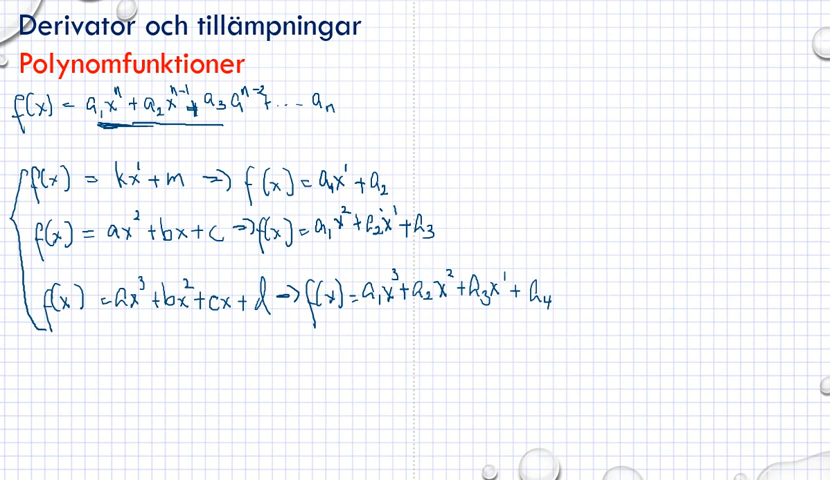 Derivator och tillämpningar
Polynomfunktioner
f(x) = a₁xⁿ + a₂xⁿ⁻¹ + a₃aⁿ⁻² + ... aₙ
f(x) = kx¹ + m ⇒ f(x) = a₁x¹ + a₂
f(x) = ax² + bx + c ⇒ f(x) = a₁x² + a₂x¹ + a₃
f(x) = ax³ + bx² + cx + d ⇒ f(x) = a₁x³ + a₂x² + a₃x¹ + a₄